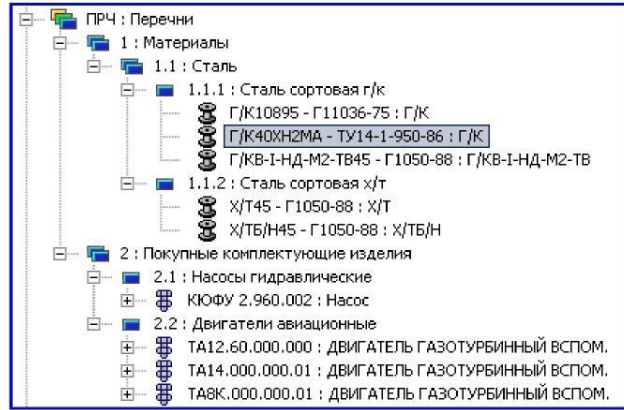 ПРЧ : Перечни
1 : Материалы
1.1 : Сталь
1.1.1 : Сталь сортовая г/к
Г/К10895 - Г11036-75 : Г/К
Г/К40ХН2МА - ТУ14-1-950-86 : Г/К
Г/КВ-I-НД-М2-ТВ45 - Г1050-88 : Г/КВ-I-НД-М2-ТВ
1.1.2 : Сталь сортовая х/т
Х/Т45 - Г1050-88 : Х/Т
Х/ТБ/Н45 - Г1050-88 : Х/ТБ/Н
2 : Покупные комплектующие изделия
2.1 : Насосы гидравлические
КЮФУ 2.960.002 : Насос
2.2 : Двигатели авиационные
ТА12.60.000.000 : ДВИГАТЕЛЬ ГАЗОТУРБИННЫЙ ВСПОМ.
ТА14.000.000.01 : ДВИГАТЕЛЬ ГАЗОТУРБИННЫЙ ВСПОМ.
ТА8К.000.000.01 : ДВИГАТЕЛЬ ГАЗОТУРБИННЫЙ ВСПОМ.